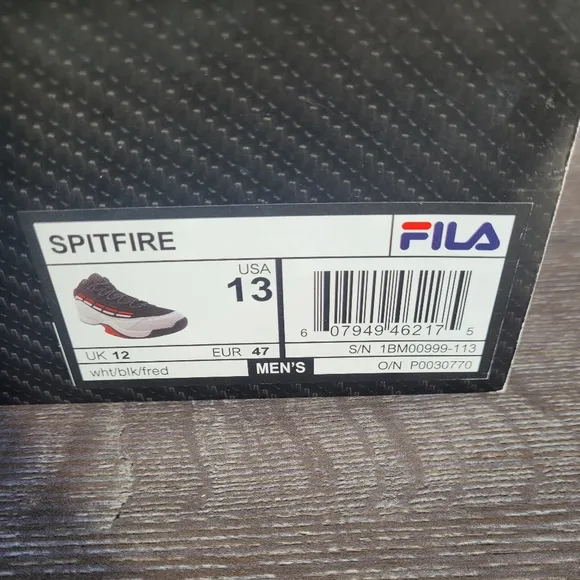 SPITFIRE
FILA
USA
13
6 07949 46217 5
UK 12 EUR 47
S/N 1BM00999-113
wht/blk/fred
MEN'S
O/N P0030770